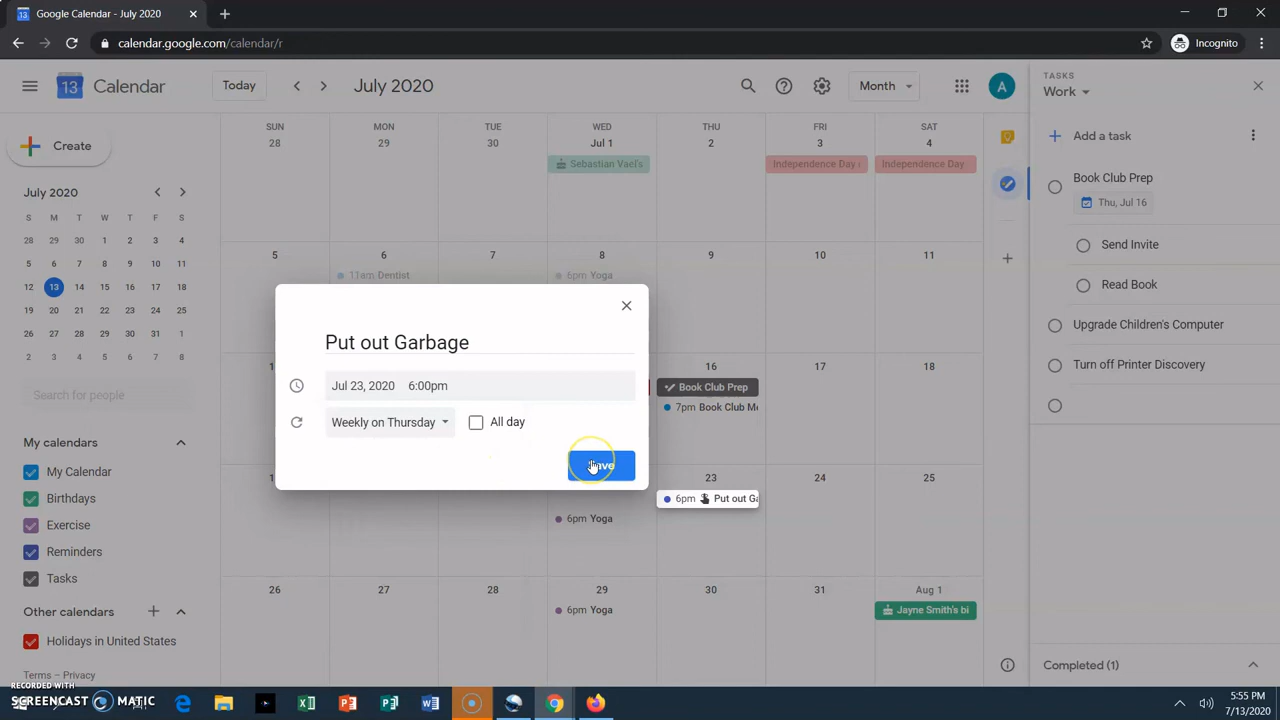 Google Calendar - July 2020
calendar.google.com/calendar/r
Incognito
13 Calendar
Today
July 2020
Month
A
TASKS
Work
Create
July 2020
S M T W T F S
28 29 30 1 2 3 4
5 6 7 8 9 10 11
12 13 14 15 16 17 18
19 20 21 22 23 24 25
26 27 28 29 30 31 1
2 3 4 5 6 7 8
Search for people
My calendars
My Calendar
Birthdays
Exercise
Reminders
Tasks
Other calendars
Holidays in United States
Terms – Privacy
SUN MON TUE WED THU FRI SAT
28 29 30 Jul 1 2 3 4
Sebastian Vael's
Independence Day
Independence Day
5 6 7 8 9 10 11
11am Dentist
6pm Yoga
16 17 18
Book Club Prep
7pm Book Club Me
23 24 25
6pm Put out Ga
6pm Yoga
26 27 28 29 30 31 Aug 1
6pm Yoga
Jayne Smith's bi
Put out Garbage
Jul 23, 2020 6:00pm
Weekly on Thursday
All day
Add a task
Book Club Prep
Thu, Jul 16
Send Invite
Read Book
Upgrade Children's Computer
Turn off Printer Discovery
Completed (1)
RECORDED WITH
SCREENCAST MATIC
5:55 PM
7/13/2020